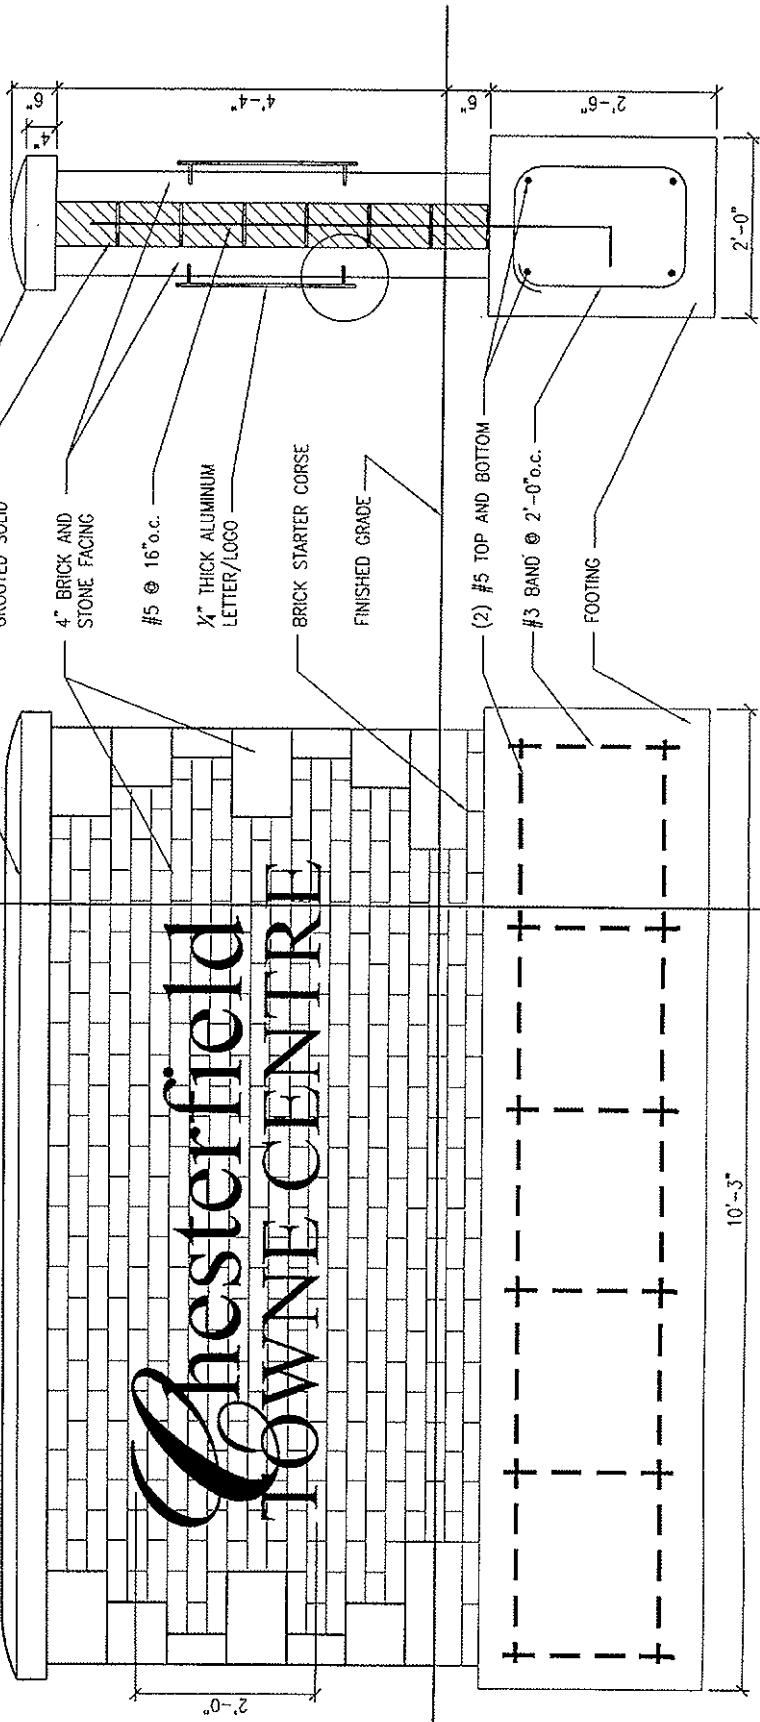 GROUTED SOLID
4" BRICK AND
STONE FACING
#5 @ 16"o.c.
¼" THICK ALUMINUM
LETTER/LOGO
BRICK STARTER CORSE
FINISHED GRADE
(2) #5 TOP AND BOTTOM
#3 BAND @ 2'-0"o.c.
FOOTING
Chesterfield
TOWNE CENTRE
2'-0"
10'-3"
6"
4"
4'-4"
6"
2'-6"
2'-0"